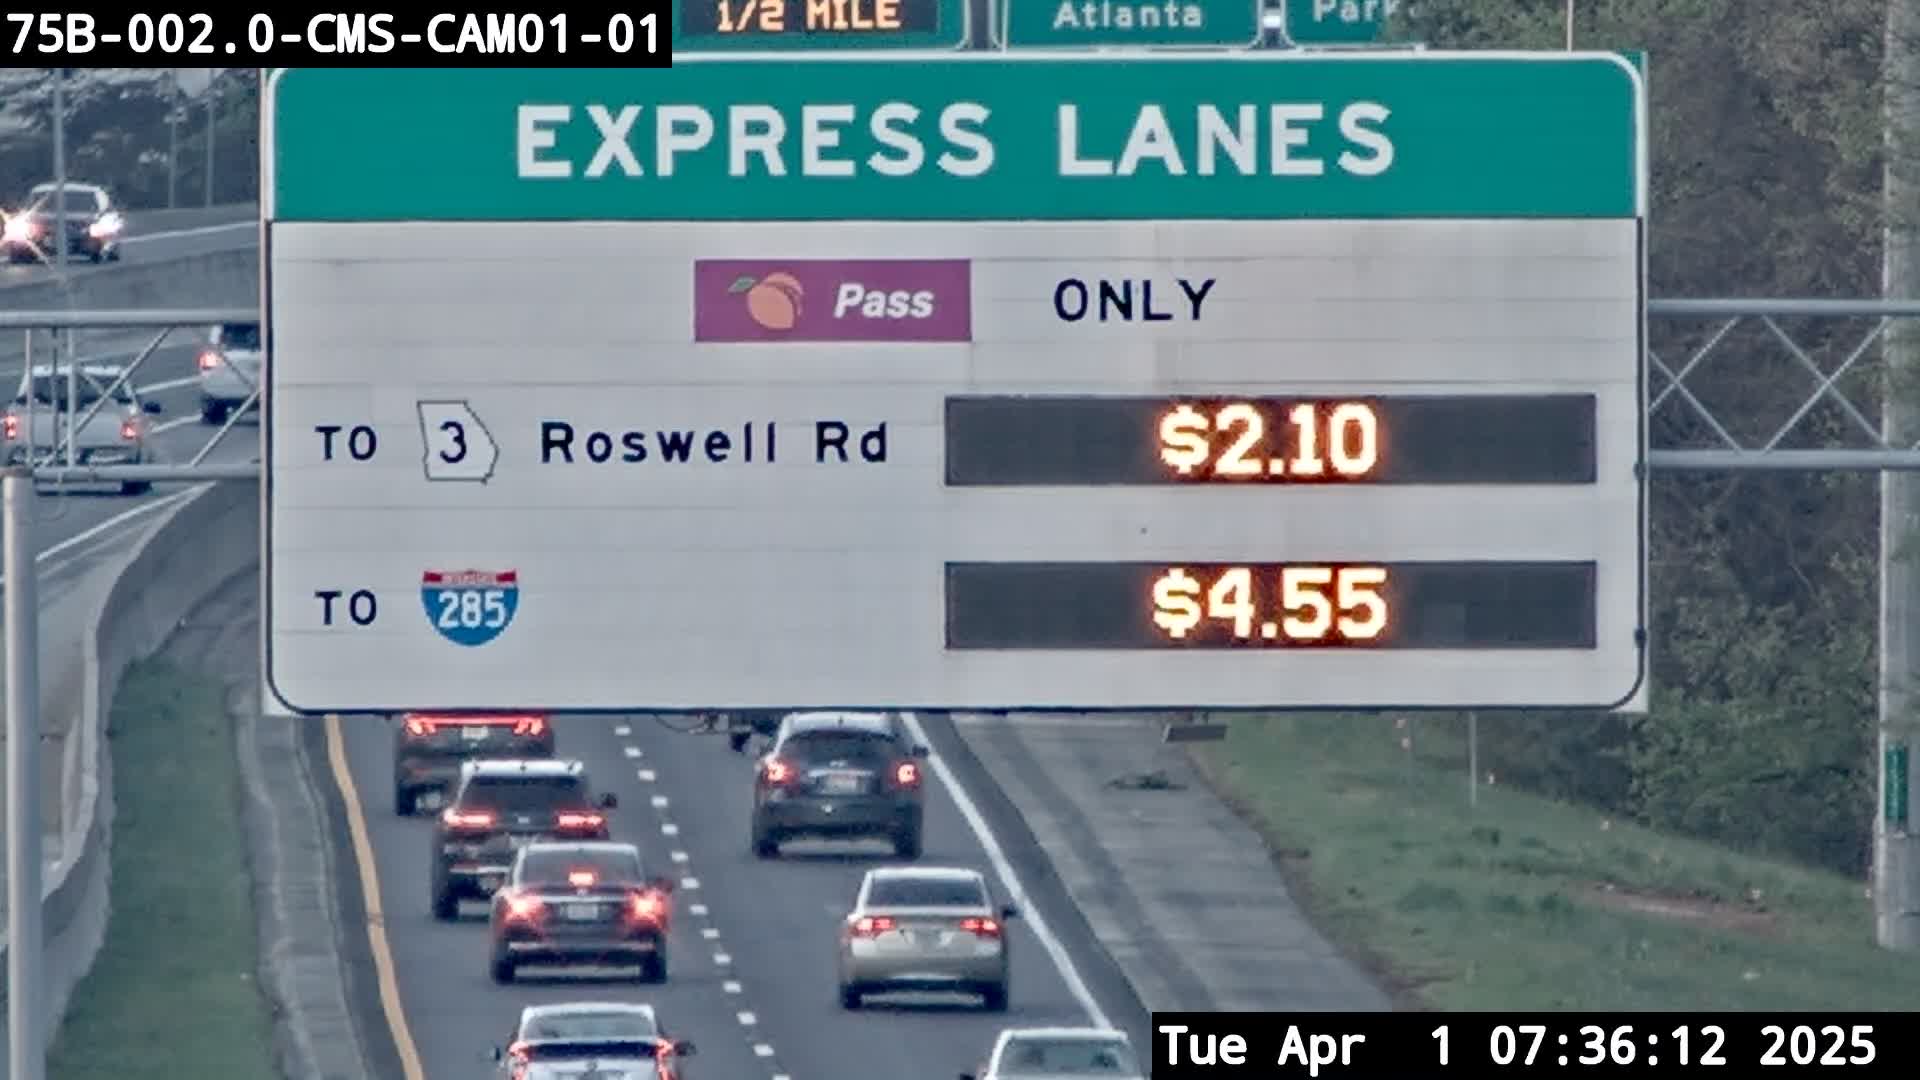 75B-002.0-CMS-CAM01-01
1/2 MILE
Atlanta
Park
EXPRESS LANES
Pass ONLY
TO 3 Roswell Rd $2.10
TO 285 $4.55
Tue Apr 1 07:36:12 2025